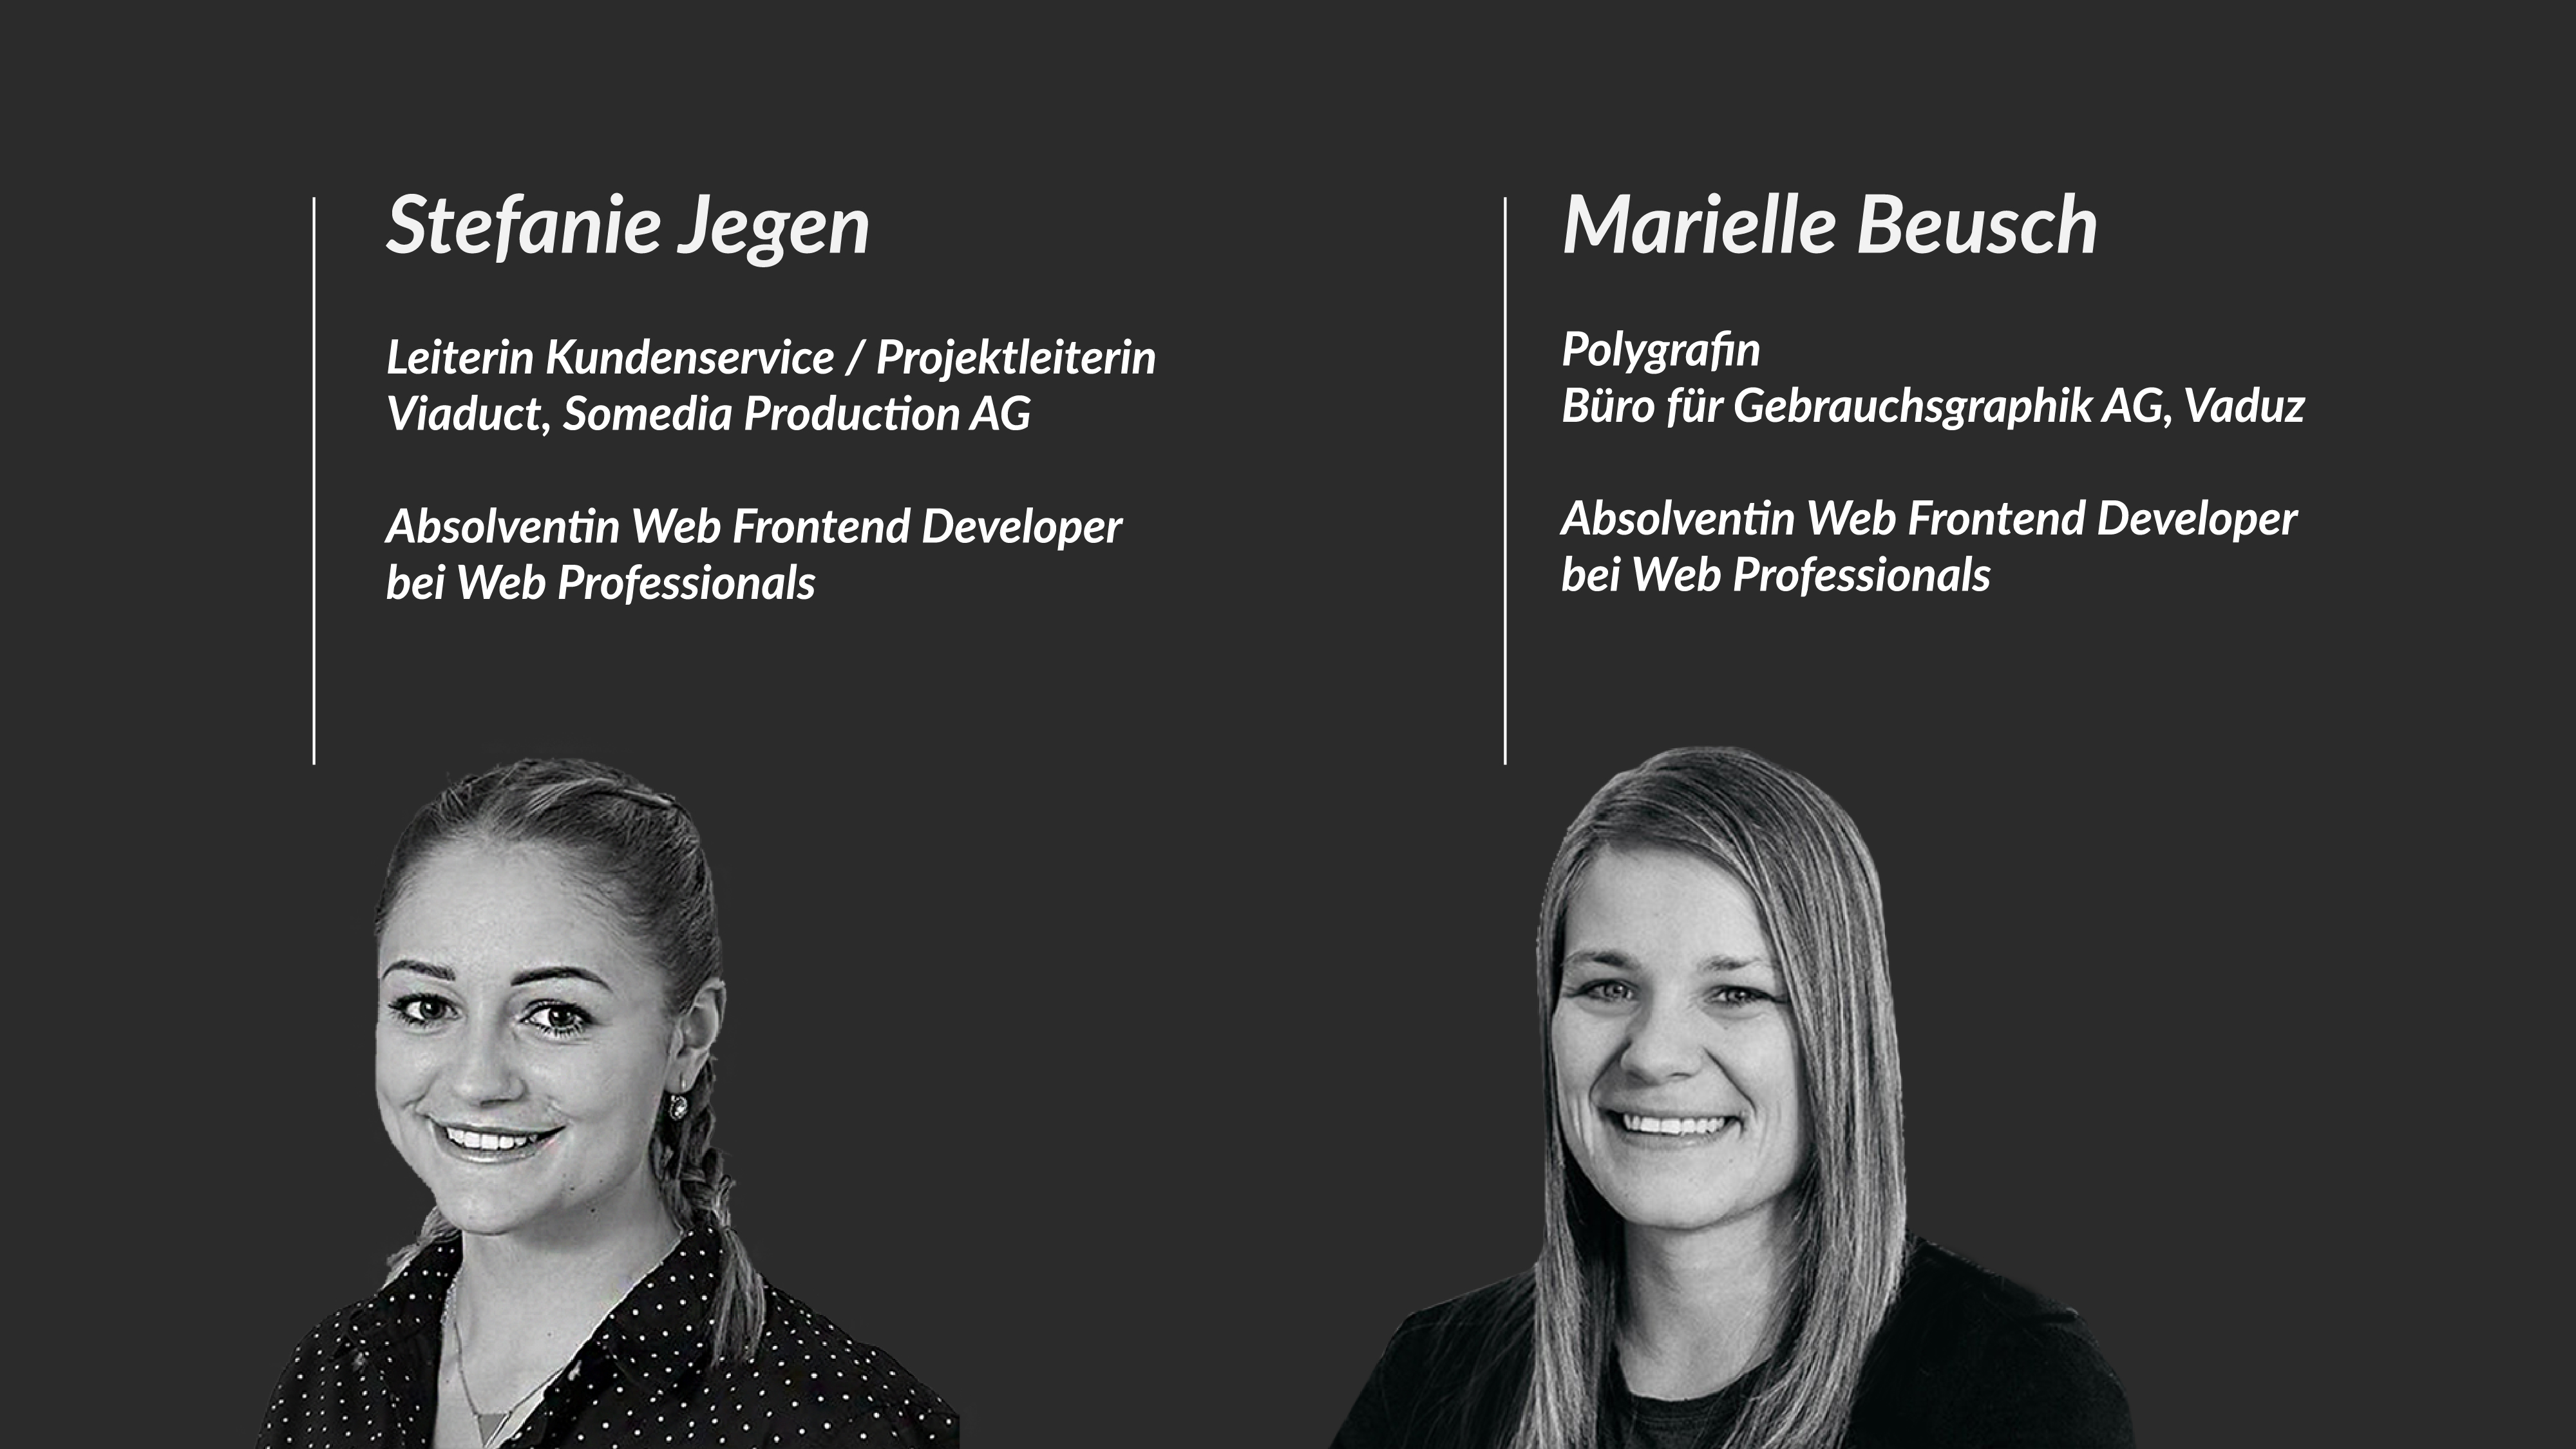 Stefanie Jegen
Leiterin Kundenservice / Projektleiterin
Viaduct, Somedia Production AG
Absolventin Web Frontend Developer
bei Web Professionals
Marielle Beusch
Polygrafin
Büro für Gebrauchsgraphik AG, Vaduz
Absolventin Web Frontend Developer
bei Web Professionals